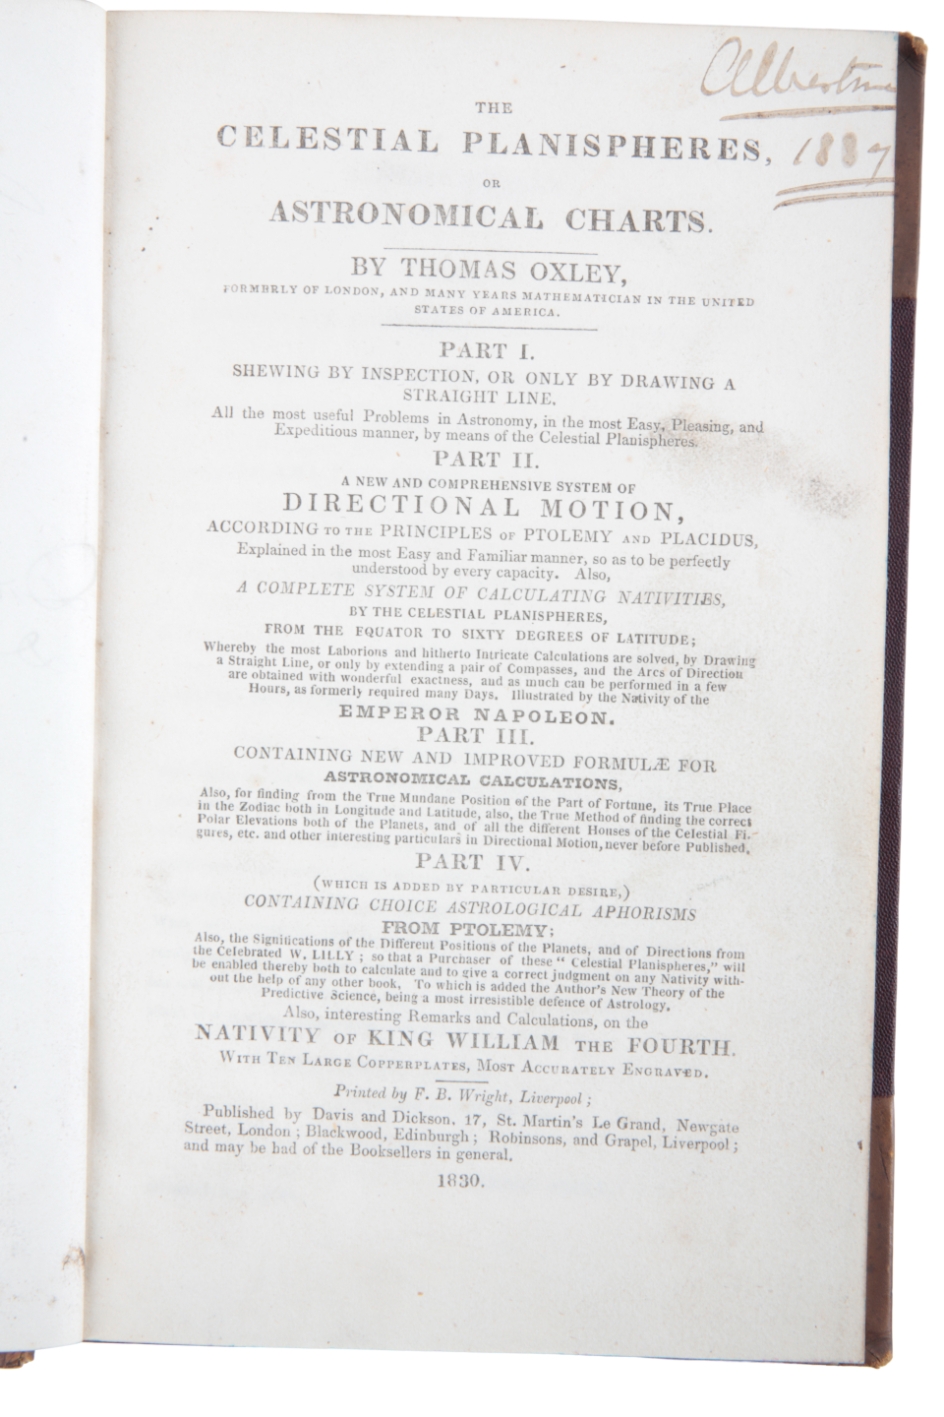 THE
CELESTIAL PLANISPHERES,
OR
ASTRONOMICAL CHARTS.
BY THOMAS OXLEY,
FORMERLY OF LONDON, AND MANY YEARS MATHEMATICIAN IN THE UNITED
STATES OF AMERICA.
PART I.
SHEWING BY INSPECTION, OR ONLY BY DRAWING A
STRAIGHT LINE.
All the most useful Problems in Astronomy, in the most Easy, Pleasing, and
Expeditious manner, by means of the Celestial Planispheres.
PART II.
A NEW AND COMPREHENSIVE SYSTEM OF
DIRECTIONAL MOTION,
ACCORDING TO THE PRINCIPLES OF PTOLEMY AND PLACIDUS,
Explained in the most Easy and Familiar manner, so as to be perfectly
understood by every capacity. Also,
A COMPLETE SYSTEM OF CALCULATING NATIVITIES,
BY THE CELESTIAL PLANISPHERES,
FROM THE EQUATOR TO SIXTY DEGREES OF LATITUDE;
Whereby the most Laborious and hitherto Intricate Calculations are solved, by Drawing
a Straight Line, or only by extending a pair of Compasses, and the Arcs of Direction
are obtained with wonderful exactness, and as much can be performed in a few
Hours, as formerly required many Days. Illustrated by the Nativity of the
EMPEROR NAPOLEON.
PART III.
CONTAINING NEW AND IMPROVED FORMULÆ FOR
ASTRONOMICAL CALCULATIONS,
Also, for finding from the True Mundane Position of the Part of Fortune, its True Place
in the Zodiac both in Longitude and Latitude, also, the True Method of finding the correct
Polar Elevations both of the Planets, and of all the different Houses of the Celestial Fi-
gures, etc. and other interesting particulars in Directional Motion, never before Published.
PART IV.
(WHICH IS ADDED BY PARTICULAR DESIRE,)
CONTAINING CHOICE ASTROLOGICAL APHORISMS
FROM PTOLEMY;
Also, the Significations of the Different Positions of the Planets, and of Directions from
the Celebrated W. LILLY ; so that a Purchaser of these " Celestial Planispheres," will
be enabled thereby both to calculate and to give a correct judgment on any Nativity with-
out the help of any other book. To which is added the Author's New Theory of the
Predictive Science, being a most irresistible defence of Astrology.
Also, interesting Remarks and Calculations, on the
NATIVITY OF KING WILLIAM THE FOURTH.
WITH TEN LARGE COPPERPLATES, MOST ACCURATELY ENGRAVED.
Printed by F. B. Wright, Liverpool ;
Published by Davis and Dickson, 17, St. Martin's Le Grand, Newgate
Street, London ; Blackwood, Edinburgh ; Robinsons, and Grapel, Liverpool ;
and may be had of the Booksellers in general.
1830.
1887